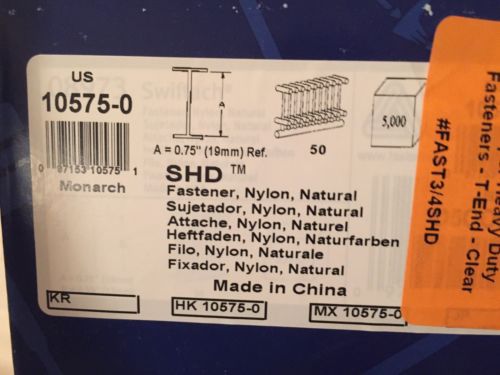 US
10575-0
0 87153 10575 1
Monarch
A
A = 0.75" (19mm) Ref.
50
5,000
SHD™
Fastener, Nylon, Natural
Sujetador, Nylon, Natural
Attache, Nylon, Naturel
Heftfaden, Nylon, Naturfarben
Filo, Nylon, Naturale
Fixador, Nylon, Natural
Made in China
KR
HK 10575-0
MX 10575-0
Heavy Duty
Fasteners - T-End - Clear
#FAST3/4SHD